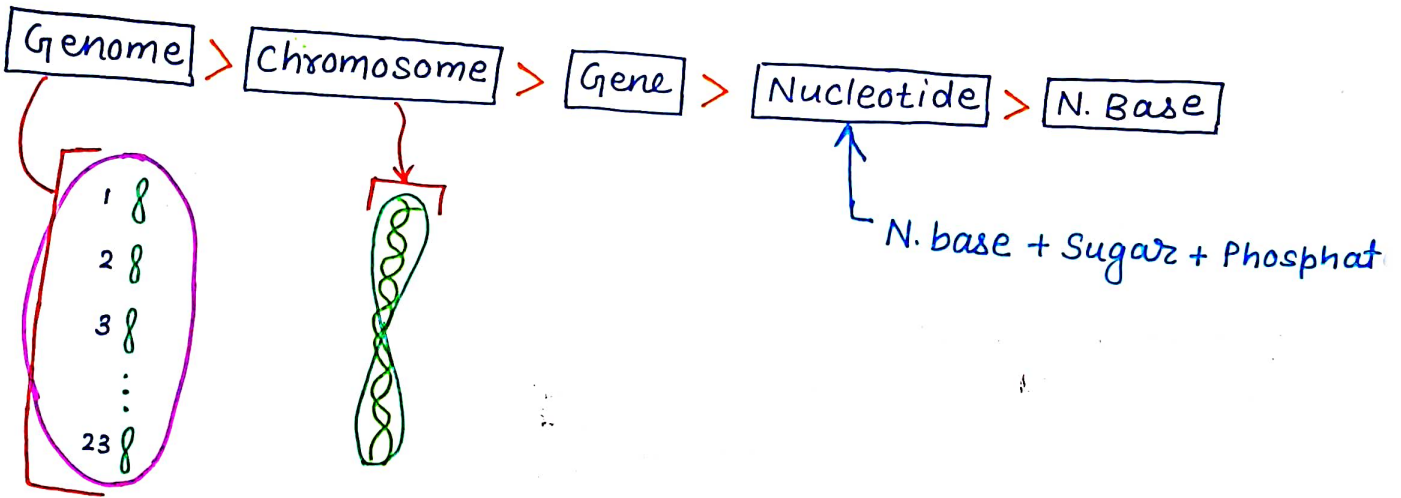 Genome > Chromosome > Gene > Nucleotide > N. Base
N. base + Sugar + Phosphat
1
2
3
23